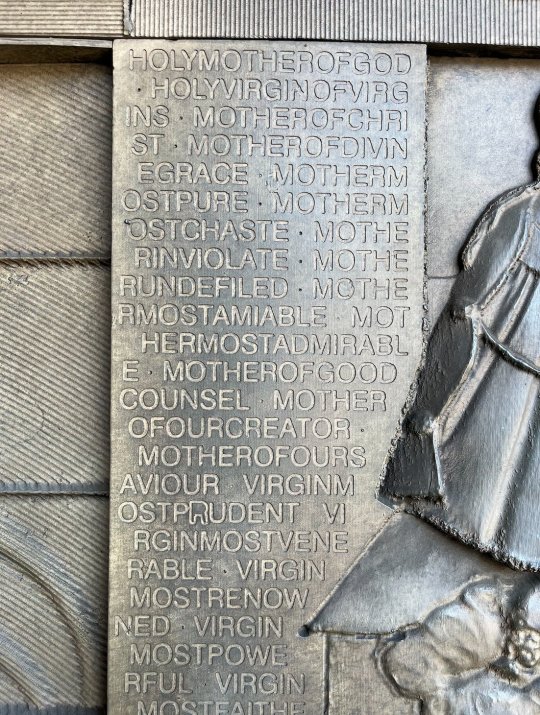 HOLYMOTHEROFGOD
· HOLYVIRGINOFVIRG
INS · MOTHEROFCHRI
ST · MOTHEROFDIVIN
EGRACE · MOTHERM
OSTPURE · MOTHERM
OSTCHASTE · MOTHE
RINVIOLATE · MOTHE
RUNDEFILED · MOTHE
RMOSTAMIABLE · MOT
HERMOSTADMIRABL
E · MOTHEROFGOOD
COUNSEL · MOTHER
OFOURCREATOR ·
MOTHEROFOURS
AVIOUR · VIRGINM
OSTPRUDENT · VI
RGINMOSTVENE
RABLE · VIRGIN
MOSTRENOW
NED · VIRGIN
MOSTPOWE
RFUL · VIRGIN
MOSTFAITHF